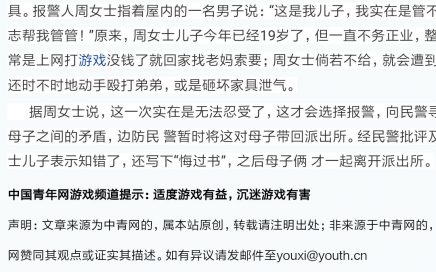 具。报警人周女士指着屋内的一名男子说：“这是我儿子，我实在是管不
志帮我管管！”原来，周女士儿子今年已经19岁了，但一直不务正业，整
常是上网打游戏没钱了就回家找老妈索要；周女士倘若不给，就会遭到
还时不时地动手殴打弟弟，或是砸坏家具泄气。
据周女士说，这一次实在是无法忍受了，这才会选择报警，向民警寻
母子之间的矛盾，边防民 警暂时将这对母子带回派出所。经民警批评及
士儿子表示知错了，还写下“悔过书”，之后母子俩 才一起离开派出所。
中国青年网游戏频道提示：适度游戏有益，沉迷游戏有害
声明：文章来源为中青网的，属本站原创，转载请注明出处；非来源于中青网的，
网赞同其观点或证实其描述。如有异议请发邮件至youxi@youth.cn